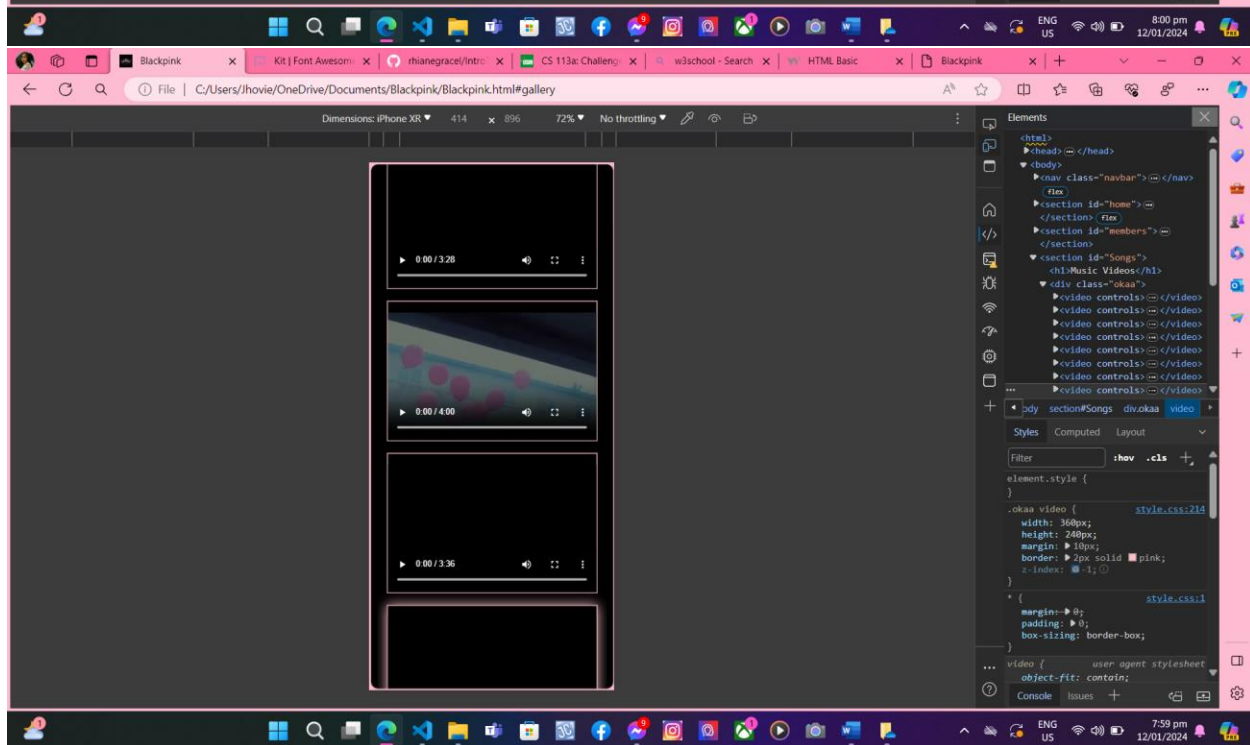 ENG
US
8:00 pm
12/01/2024
Blackpink
Kit | Font Awesom
rhianegracel/Intro
CS 113a: Challeng
w3school - Search
HTML Basic
Blackpink
File | C:/Users/Jhovie/OneDrive/Documents/Blackpink/Blackpink.html#gallery
Dimensions: iPhone XR ▼ 414 x 896 72% ▼ No throttling ▼
Elements
<html>
<head> </head>
<body>
<nav class="navbar"> </nav>
flex
<section id="home">
</section> flex
<section id="members">
</section>
<section id="Songs">
<h1>Music Videos</h1>
<div class="okaa">
<video controls> </video>
<video controls> </video>
<video controls> </video>
<video controls> </video>
<video controls> </video>
<video controls> </video>
<video controls> </video>
<video controls> </video>
body section#Songs div.okaa video
Styles Computed Layout
Filter :hov .cls +
element.style {
}
.okaa video { style.css:214
width: 360px;
height: 240px;
margin: 10px;
border: 2px solid pink;
z-index: -1;
}
* { style.css:1
margin: 0;
padding: 0;
box-sizing: border-box;
}
video { user agent stylesheet
object-fit: contain;
Console Issues +
0:00 / 3:28
0:00 / 4:00
0:00 / 3:36
ENG
US
7:59 pm
12/01/2024